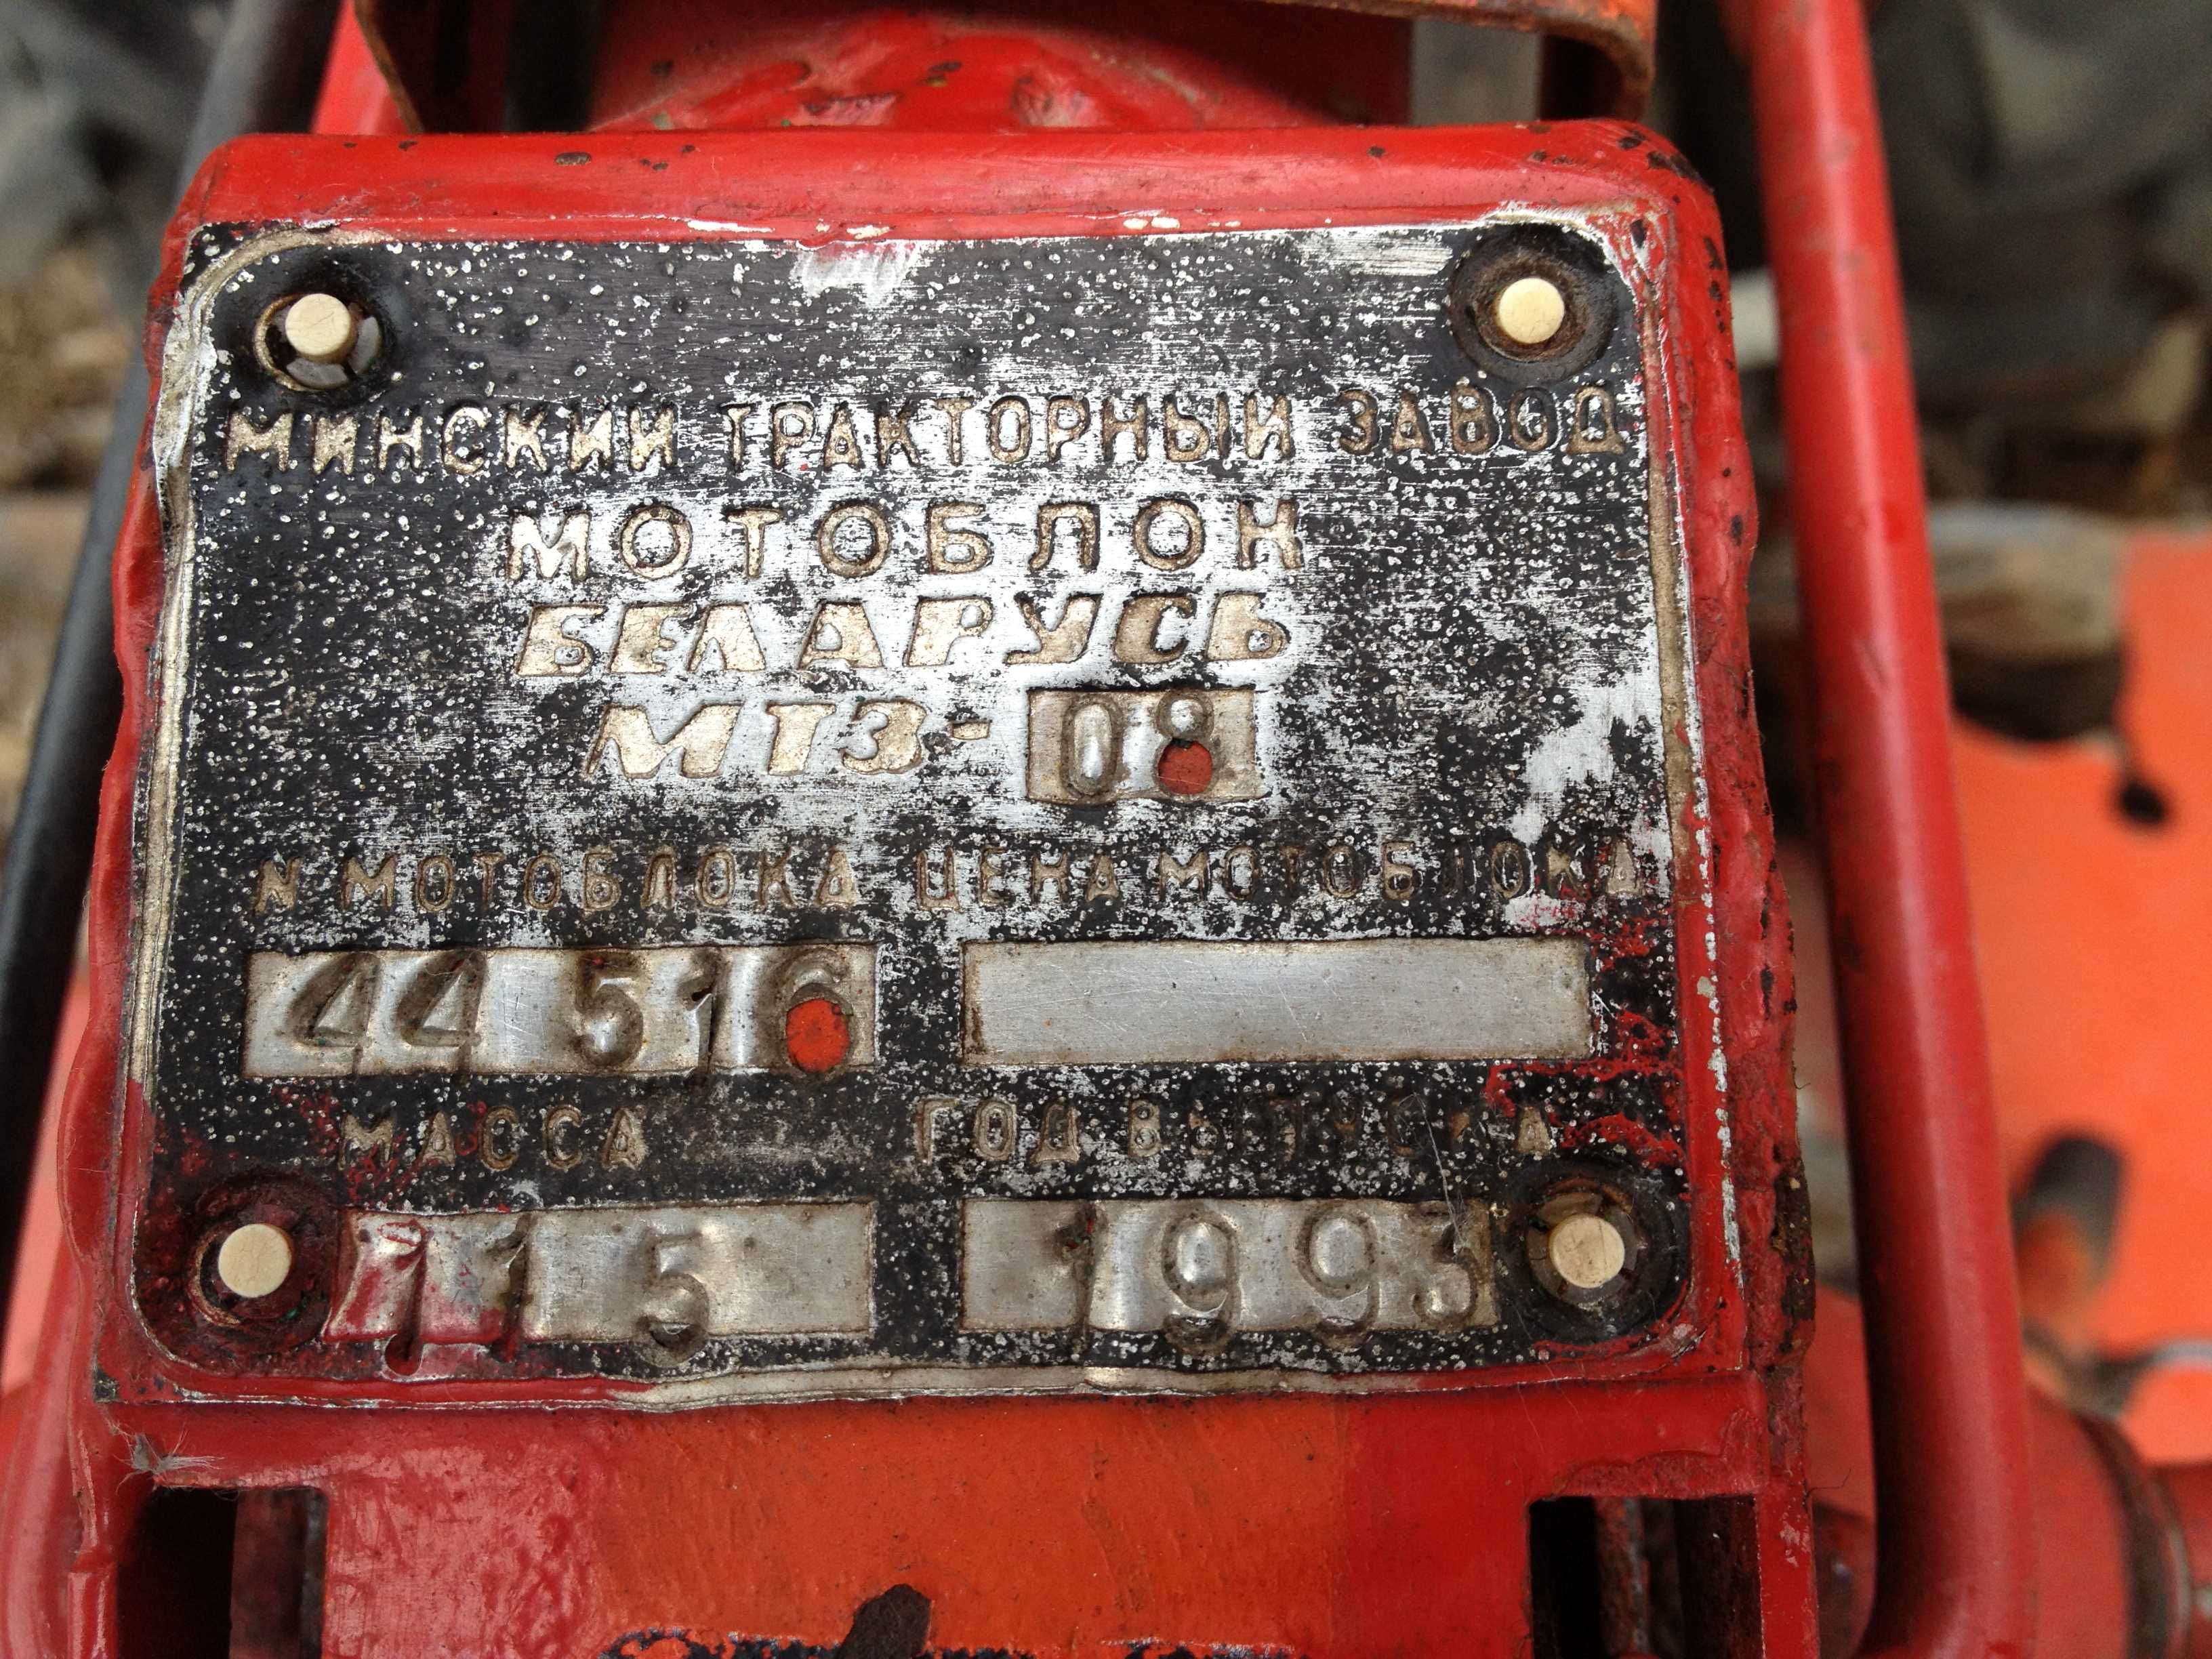 МИНСКИЙ ТРАКТОРНЫЙ ЗАВОД
МОТОБЛОК
БЕЛАРУСЬ
МТЗ-08
N МОТОБЛОКА ЦЕНА МОТОБЛОКА
44516
МАССА ГОД ВЫПУСКА
115 1993